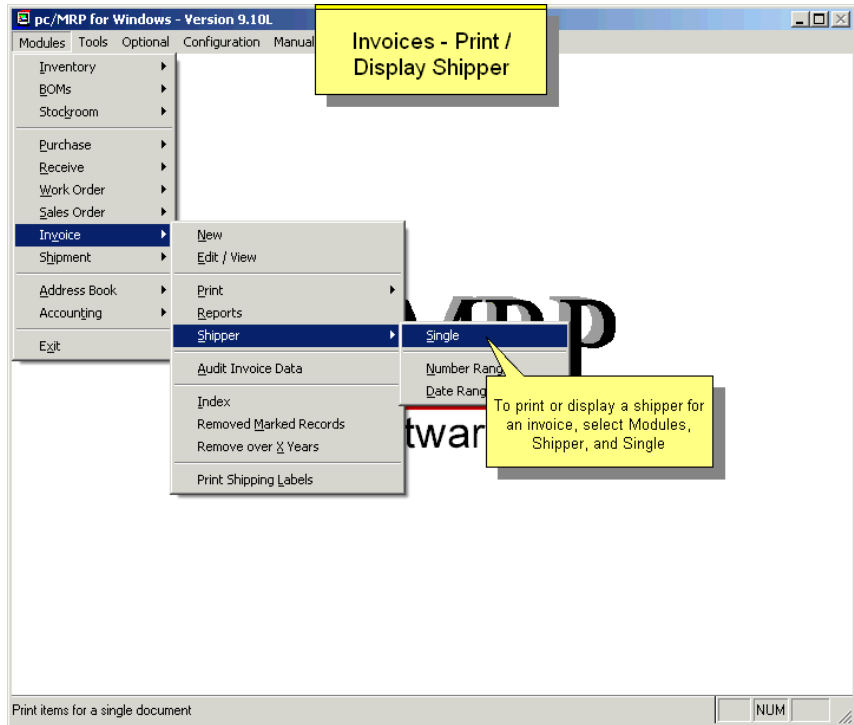 pc/MRP for Windows - Version 9.10L
Modules Tools Optional Configuration Manual
Invoices - Print /
Display Shipper
Inventory
BOMs
Stockroom
Purchase
Receive
Work Order
Sales Order
Invoice
Shipment
Address Book
Accounting
Exit
New
Edit / View
Print
Reports
Shipper
Audit Invoice Data
Index
Removed Marked Records
Remove over X Years
Print Shipping Labels
Single
Number Rang
Date Rang
To print or display a shipper for
an invoice, select Modules,
Shipper, and Single
MRP
twar
Print items for a single document
NUM